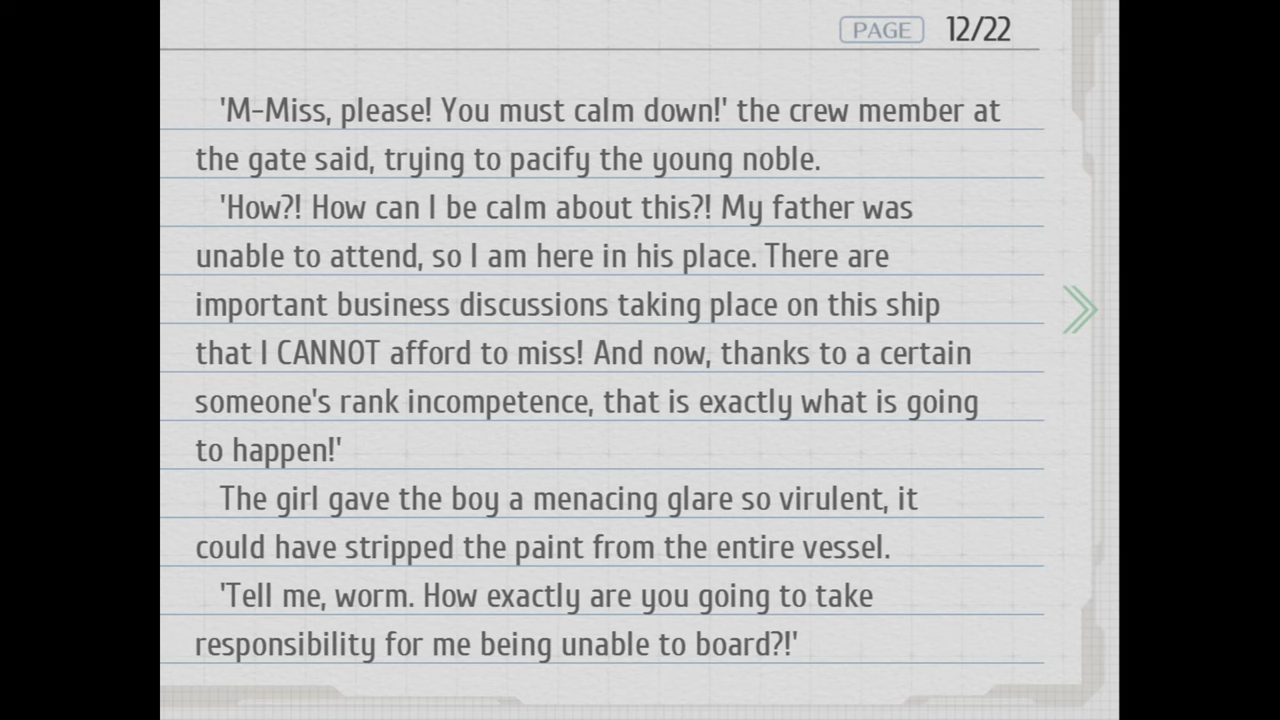 PAGE 12/22
'M-Miss, please! You must calm down!' the crew member at
the gate said, trying to pacify the young noble.
'How?! How can I be calm about this?! My father was
unable to attend, so I am here in his place. There are
important business discussions taking place on this ship
that I CANNOT afford to miss! And now, thanks to a certain
someone's rank incompetence, that is exactly what is going
to happen!'
The girl gave the boy a menacing glare so virulent, it
could have stripped the paint from the entire vessel.
'Tell me, worm. How exactly are you going to take
responsibility for me being unable to board?!'